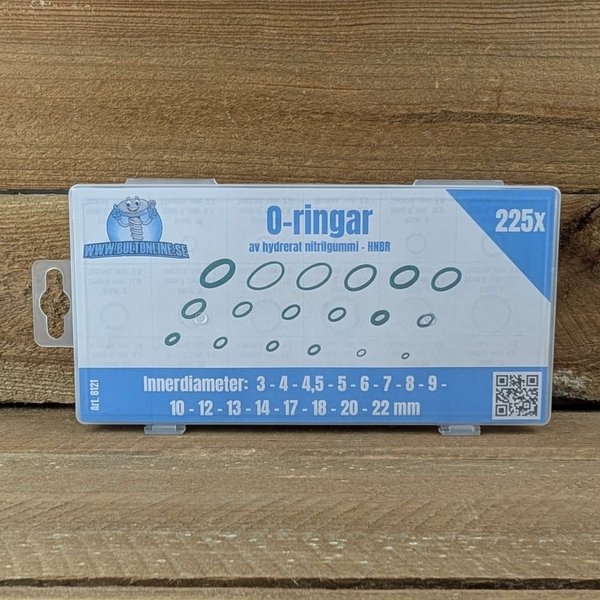 O-ringar
av hydrerat nitrilgummi - HNBR
225x
WWW.BULTONLINE.SE
Art. 8121
Innerdiameter: 3 - 4 - 4,5 - 5 - 6 - 7 - 8 - 9 -
10 - 12 - 13 - 14 - 17 - 18 - 20 - 22 mm